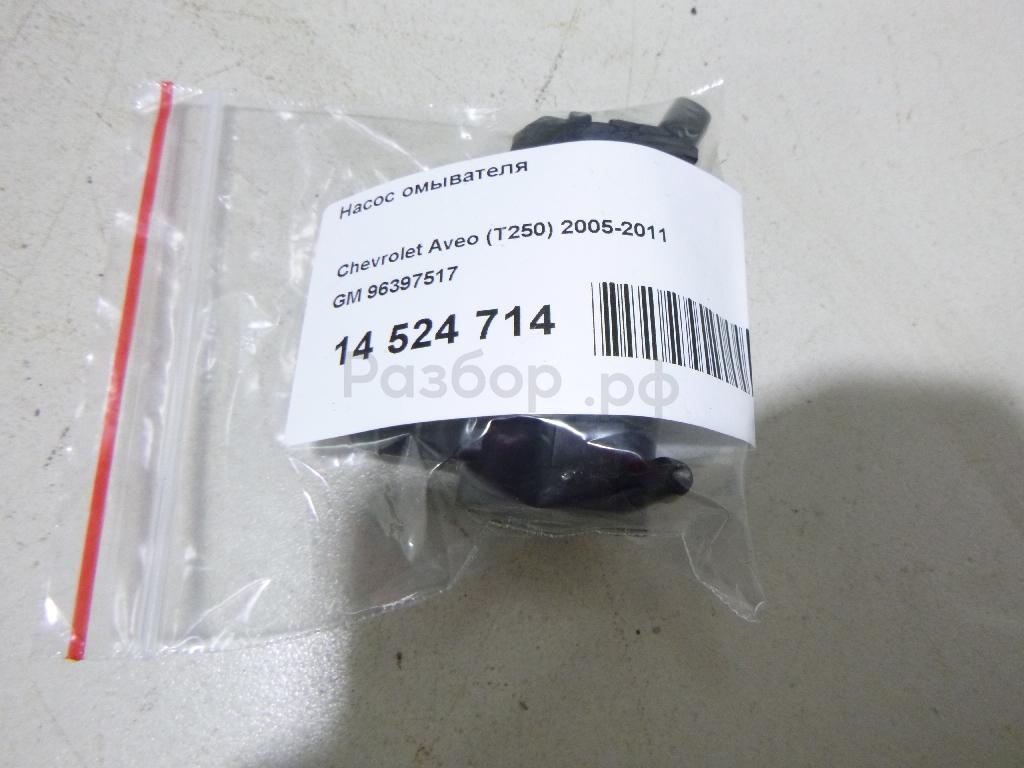 Насос омывателя
Chevrolet Aveo (T250) 2005-2011
GM 96397517
14 524 714
Разбор.рф